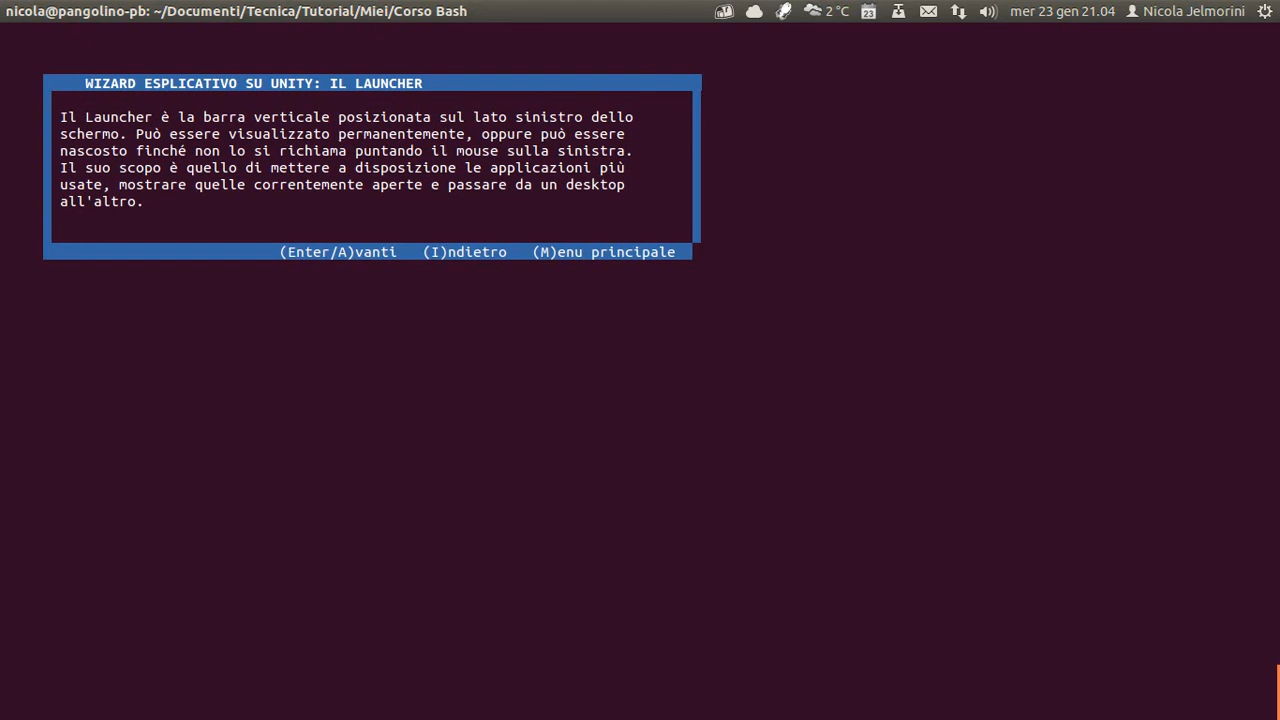 nicola@pangolino-pb: ~/Documenti/Tecnica/Tutorial/Miei/Corso Bash 2°C 23 mer 23 gen 21.04 Nicola Jelmorini
WIZARD ESPLICATIVO SU UNITY: IL LAUNCHER
Il Launcher è la barra verticale posizionata sul lato sinistro dello
schermo. Può essere visualizzato permanentemente, oppure può essere
nascosto finché non lo si richiama puntando il mouse sulla sinistra.
Il suo scopo è quello di mettere a disposizione le applicazioni più
usate, mostrare quelle correntemente aperte e passare da un desktop
all'altro.
(Enter/A)vanti (I)ndietro (M)enu principale